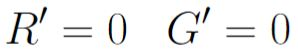 R′ = 0 G′ = 0